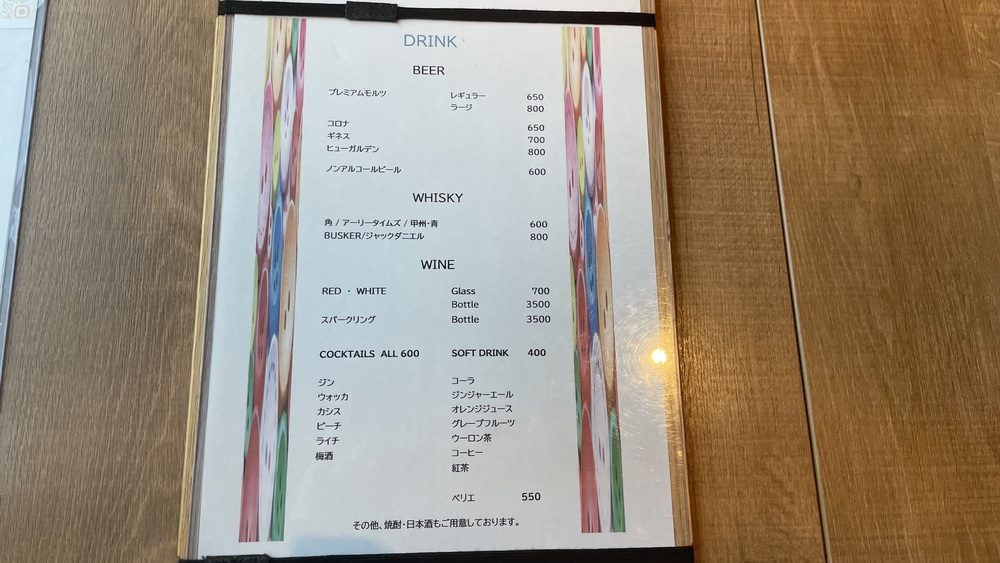 DRINK
BEER
プレミアムモルツ レギュラー 650
ラージ 800
コロナ 650
ギネス 700
ヒューガルデン 800
ノンアルコールビール 600
WHISKY
角 / アーリータイムズ / 甲州・青 600
BUSKER/ジャックダニエル 800
WINE
RED ・ WHITE Glass 700
Bottle 3500
スパークリング Bottle 3500
COCKTAILS ALL 600 SOFT DRINK 400
ジン コーラ
ウォッカ ジンジャーエール
カシス オレンジジュース
ピーチ グレープフルーツ
ライチ ウーロン茶
梅酒 コーヒー
紅茶
ペリエ 550
その他、焼酎・日本酒もご用意しております。